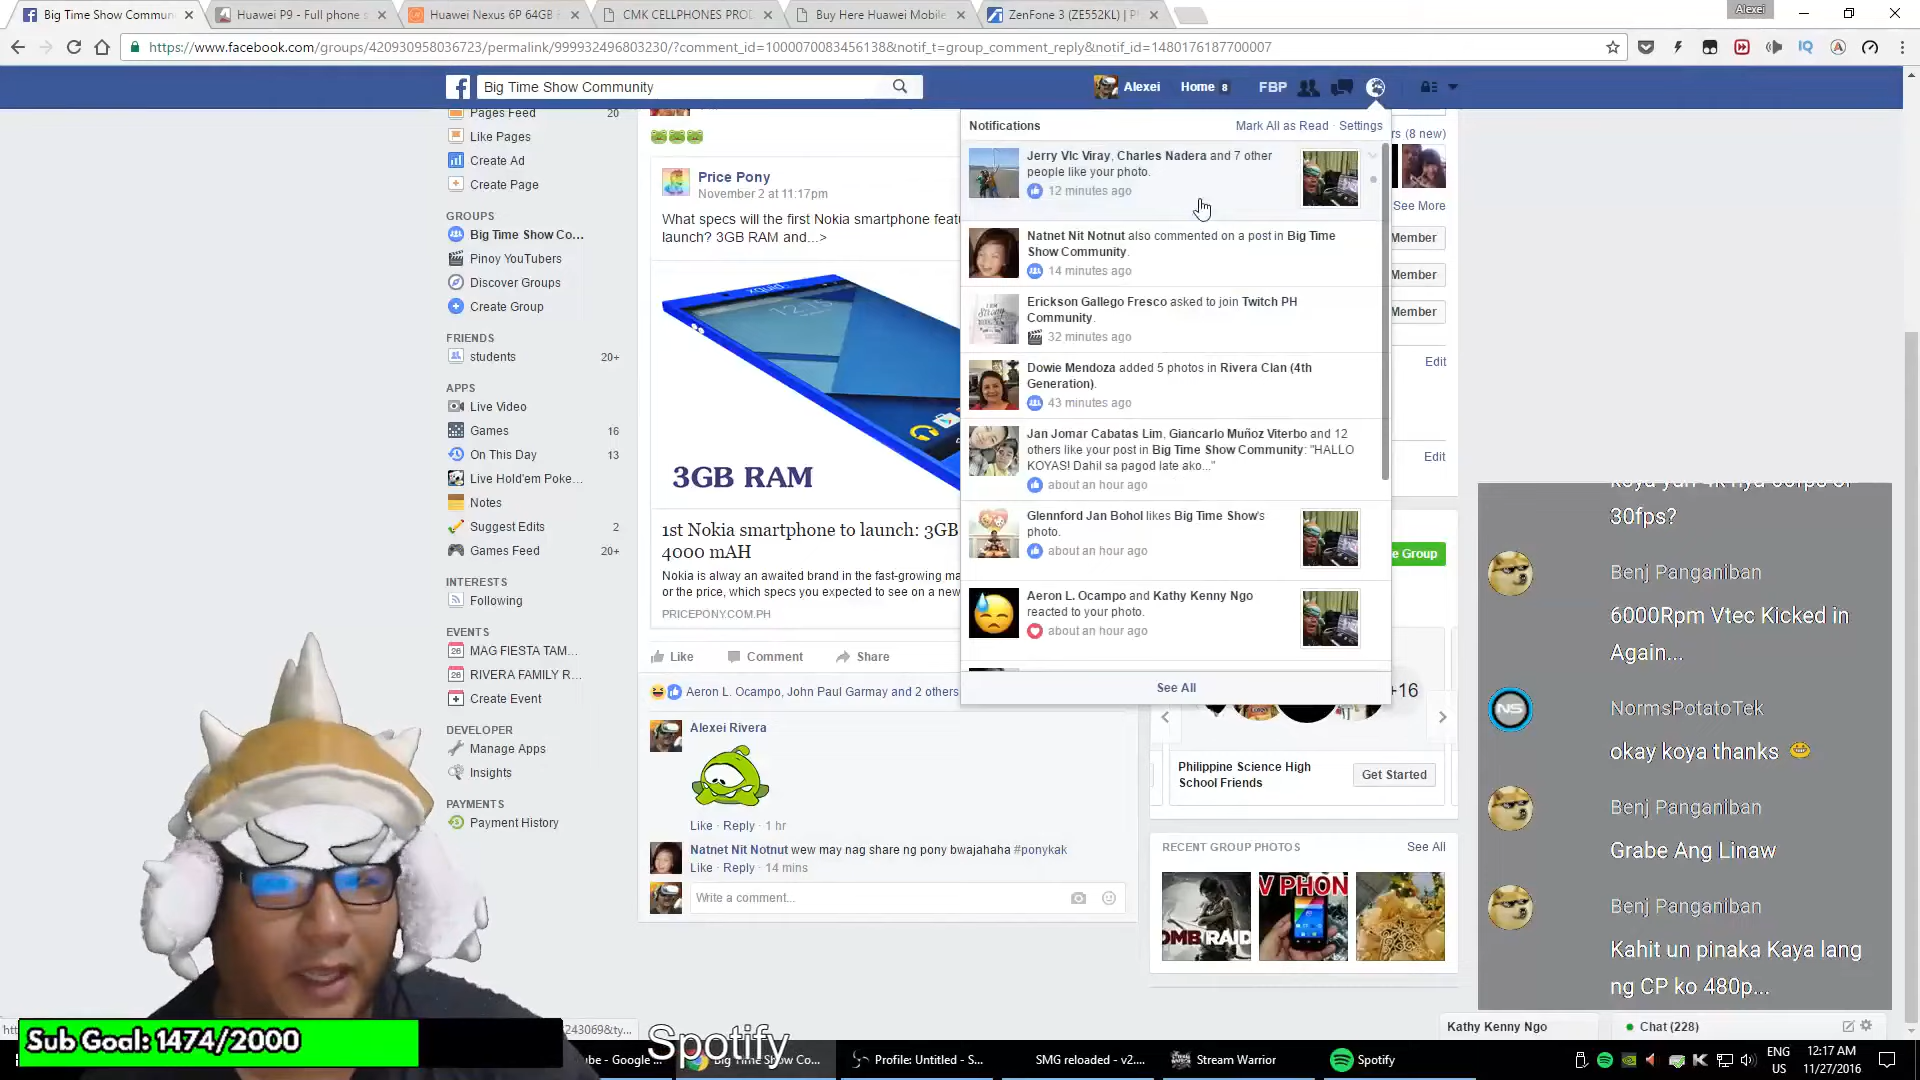 Big Time Show Commun
Huawei P9 - Full phone s
Huawei Nexus 6P 64GB
CMK CELLPHONES PROD
Buy Here Huawei Mobile
ZenFone 3 (ZE552KL) | P
Alexei
https://www.facebook.com/groups/420930958036723/permalink/999932496803230/?comment_id=1000070083456138&notif_t=group_comment_reply&notif_id=1480176187700007
Big Time Show Community
Alexei
Home 8
FBP
Pages Feed 20
Like Pages
Create Ad
Create Page
GROUPS
Big Time Show Co...
Pinoy YouTubers
Discover Groups
Create Group
FRIENDS
students 20+
APPS
Live Video
Games 16
On This Day 13
Live Hold'em Poke...
Notes
Suggest Edits 2
Games Feed 20+
INTERESTS
Following
EVENTS
MAG FIESTA TAM...
RIVERA FAMILY R...
Create Event
DEVELOPER
Manage Apps
Insights
PAYMENTS
Payment History
Price Pony
November 2 at 11:17pm
What specs will the first Nokia smartphone feat
launch? 3GB RAM and...>
3GB RAM
1st Nokia smartphone to launch: 3GB
4000 mAH
Nokia is alway an awaited brand in the fast-growing ma
or the price, which specs you expected to see on a new
PRICEPONY.COM.PH
Like Comment Share
Aeron L. Ocampo, John Paul Garmay and 2 others
Alexei Rivera
Like · Reply · 1 hr
Natnet Nit Notnut wew may nag share ng pony bwajahaha #ponykak
Like · Reply · 14 mins
Write a comment...
Notifications
Mark All as Read · Settings
Jerry Vlc Viray, Charles Nadera and 7 other
people like your photo.
12 minutes ago
Natnet Nit Notnut also commented on a post in Big Time
Show Community.
14 minutes ago
Erickson Gallego Fresco asked to join Twitch PH
Community.
32 minutes ago
Dowie Mendoza added 5 photos in Rivera Clan (4th
Generation).
43 minutes ago
Jan Jomar Cabatas Lim, Giancarlo Muñoz Viterbo and 12
others like your post in Big Time Show Community: "HALLO
KOYAS! Dahil sa pagod late ako..."
about an hour ago
Glennford Jan Bohol likes Big Time Show's
photo.
about an hour ago
Aeron L. Ocampo and Kathy Kenny Ngo
reacted to your photo.
about an hour ago
See All
rs (8 new)
See More
Member
Member
Member
Edit
Edit
e Group
+16
Philippine Science High
School Friends
Get Started
RECENT GROUP PHOTOS
See All
OMB RAID
V PHON
30fps?
Benj Panganiban
6000Rpm Vtec Kicked in
Again...
NormsPotatoTek
okay koya thanks
Benj Panganiban
Grabe Ang Linaw
Benj Panganiban
Kahit un pinaka Kaya lang
ng CP ko 480p...
Kathy Kenny Ngo
Chat (228)
Sub Goal: 1474/2000
243069&ty...
Spotify
ube - Google ...
Big Time Show Co...
Profile: Untitled - S...
SMG reloaded - v2....
Stream Warrior
Spotify
ENG
US
12:17 AM
11/27/2016